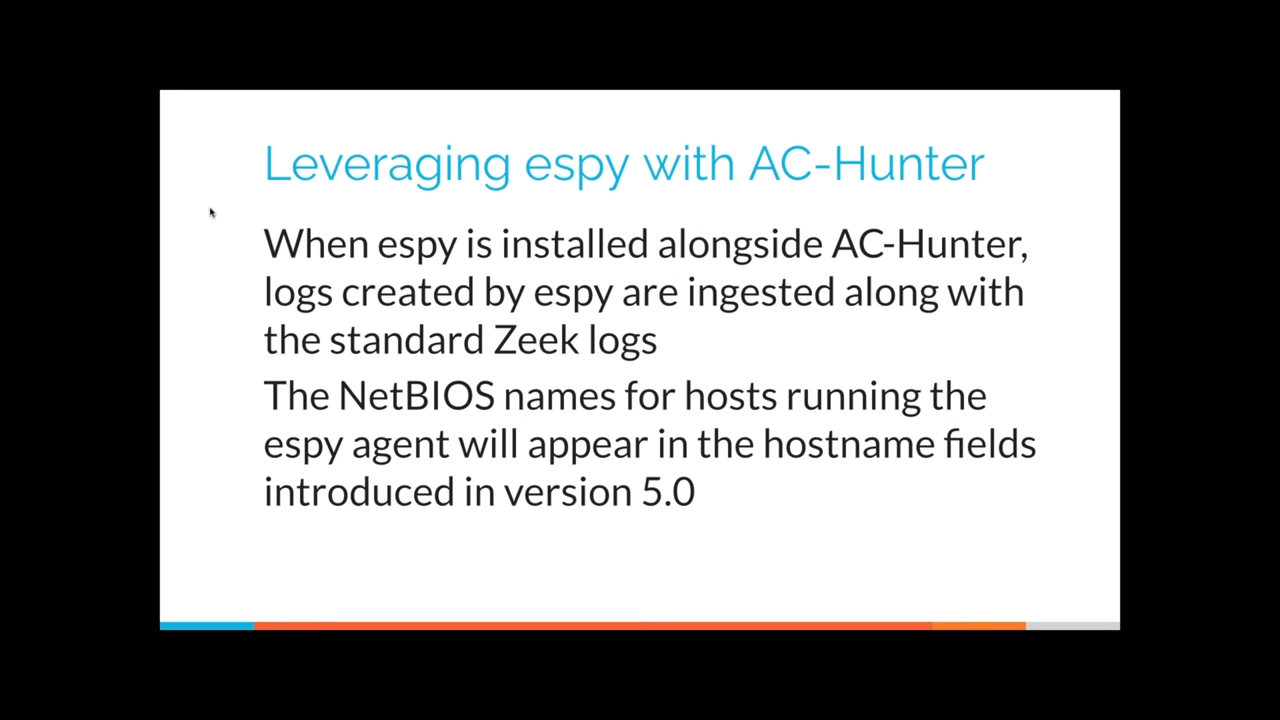 Leveraging espy with AC-Hunter
When espy is installed alongside AC-Hunter,
logs created by espy are ingested along with
the standard Zeek logs
The NetBIOS names for hosts running the
espy agent will appear in the hostname fields
introduced in version 5.0